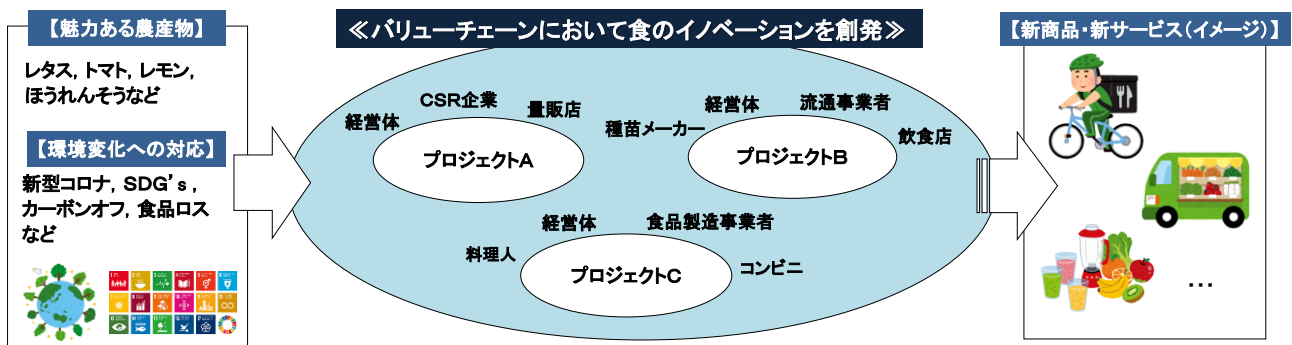 【魅力ある農産物】
レタス，トマト，レモン，
ほうれんそうなど
【環境変化への対応】
新型コロナ，SDG's，
カーボンオフ，食品ロス
など
≪バリューチェーンにおいて食のイノベーションを創発≫
経営体
CSR企業
量販店
プロジェクトA
種苗メーカー
経営体
流通事業者
飲食店
プロジェクトB
料理人
経営体
食品製造事業者
コンビニ
プロジェクトC
【新商品・新サービス（イメージ）】
…